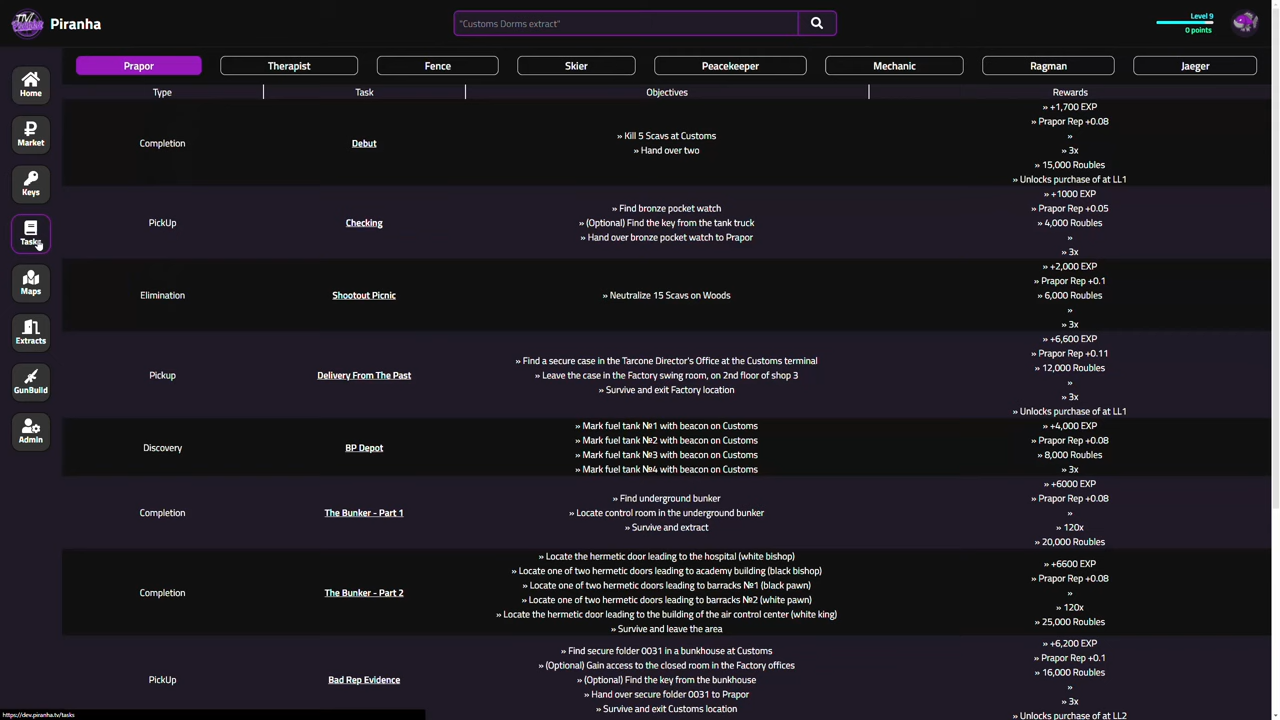 Piranha
"Customs Dorms extract"
Level 9
0 points
Prapor Therapist Fence Skier Peacekeeper Mechanic Ragman Jaeger
Home
Market
Keys
Tasks
Maps
Extracts
GunBuild
Admin
Type Task Objectives Rewards
Completion
Debut
» Kill 5 Scavs at Customs
» Hand over two
» +1,700 EXP
» Prapor Rep +0.08
»
» 3x
» 15,000 Roubles
» Unlocks purchase of at LL1
PickUp
Checking
» Find bronze pocket watch
» (Optional) Find the key from the tank truck
» Hand over bronze pocket watch to Prapor
» +1000 EXP
» Prapor Rep +0.05
» 4,000 Roubles
»
» 3x
Elimination
Shootout Picnic
» Neutralize 15 Scavs on Woods
» +2,000 EXP
» Prapor Rep +0.1
» 6,000 Roubles
»
» 3x
Pickup
Delivery From The Past
» Find a secure case in the Tarcone Director's Office at the Customs terminal
» Leave the case in the Factory swing room, on 2nd floor of shop 3
» Survive and exit Factory location
» +6,600 EXP
» Prapor Rep +0.11
» 12,000 Roubles
»
» 3x
» Unlocks purchase of at LL1
Discovery
BP Depot
» Mark fuel tank №1 with beacon on Customs
» Mark fuel tank №2 with beacon on Customs
» Mark fuel tank №3 with beacon on Customs
» Mark fuel tank №4 with beacon on Customs
» +4,000 EXP
» Prapor Rep +0.08
» 8,000 Roubles
» 3x
Completion
The Bunker - Part 1
» Find underground bunker
» Locate control room in the underground bunker
» Survive and extract
» +6000 EXP
» Prapor Rep +0.08
»
» 120x
» 20,000 Roubles
Completion
The Bunker - Part 2
» Locate the hermetic door leading to the hospital (white bishop)
» Locate one of two hermetic doors leading to academy building (black bishop)
» Locate one of two hermetic doors leading to barracks №1 (black pawn)
» Locate one of two hermetic doors leading to barracks №2 (white pawn)
» Locate the hermetic door leading to the building of the air control center (white king)
» Survive and leave the area
» +6600 EXP
» Prapor Rep +0.08
»
» 120x
» 25,000 Roubles
PickUp
Bad Rep Evidence
» Find secure folder 0031 in a bunkhouse at Customs
» (Optional) Gain access to the closed room in the Factory offices
» (Optional) Find the key from the bunkhouse
» Hand over secure folder 0031 to Prapor
» Survive and exit Customs location
» +6,200 EXP
» Prapor Rep +0.1
» 16,000 Roubles
»
» 3x
» Unlocks purchase of at LL2
https://dev.piranha.tv/tasks